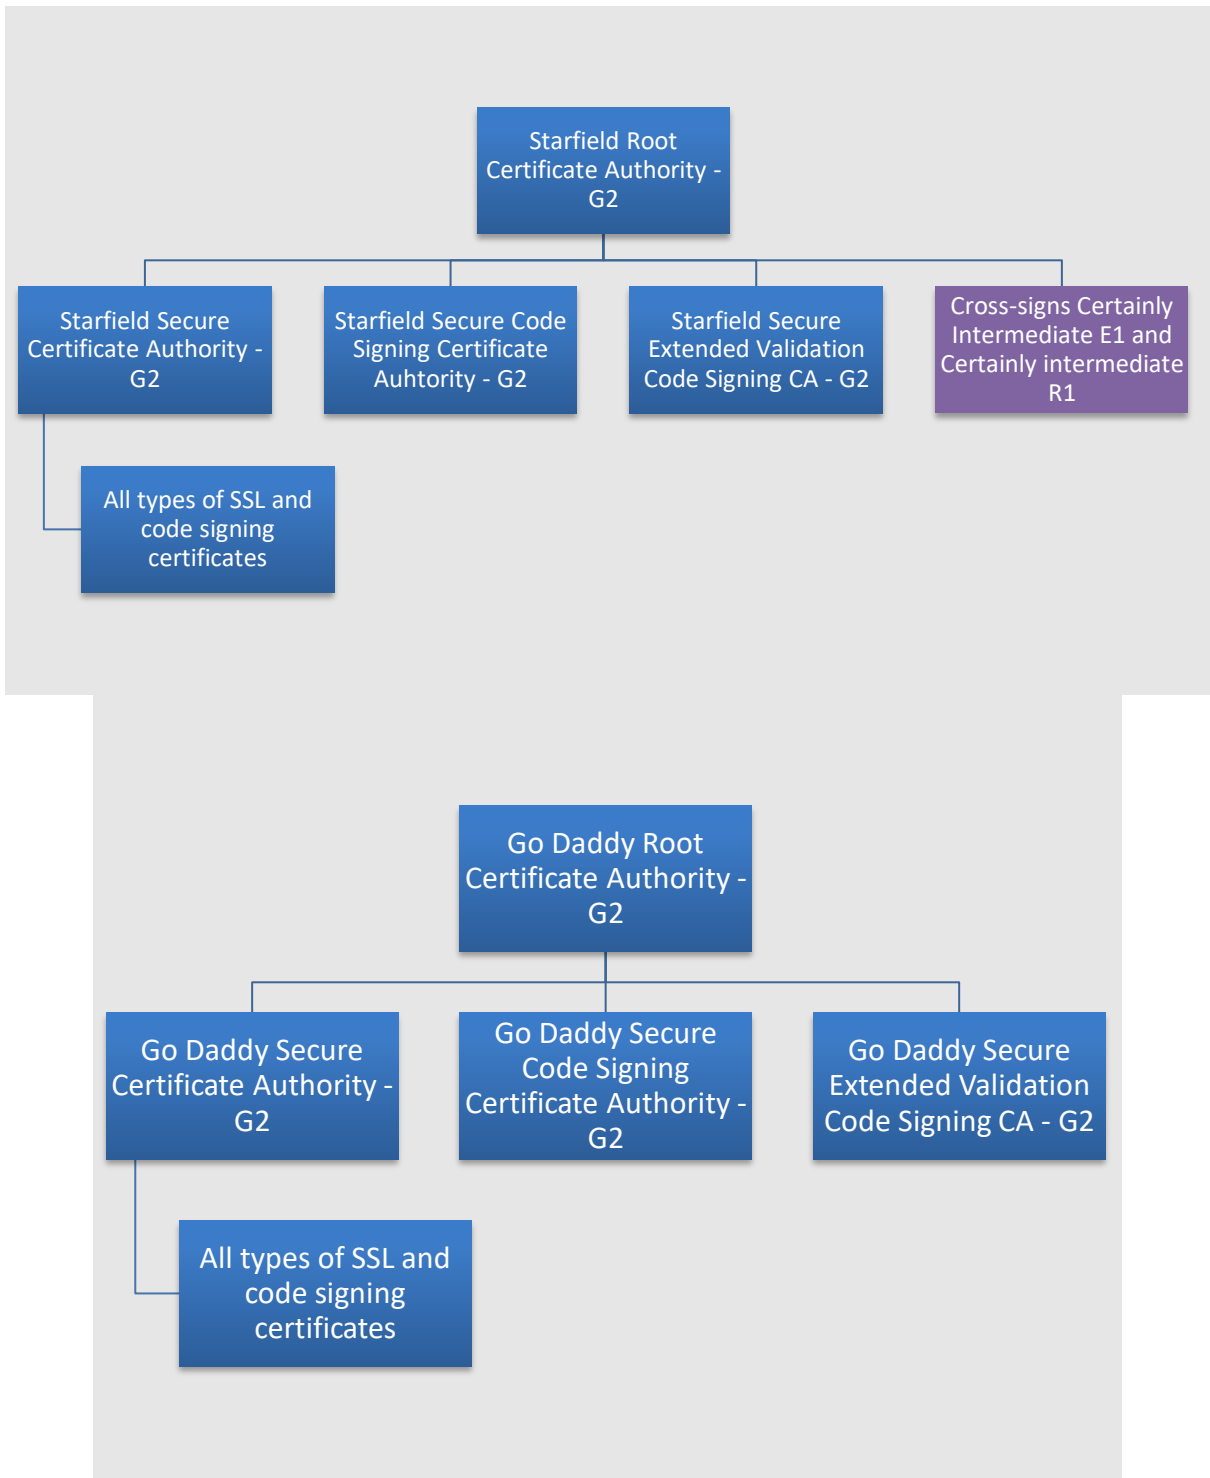 Starfield Root
Certificate Authority -
G2
Starfield Secure
Certificate Authority -
G2
Starfield Secure Code
Signing Certificate
Auhtority - G2
Starfield Secure
Extended Validation
Code Signing CA - G2
Cross-signs Certainly
Intermediate E1 and
Certainly intermediate
R1
All types of SSL and
code signing
certificates
Go Daddy Root
Certificate Authority -
G2
Go Daddy Secure
Certificate Authority -
G2
Go Daddy Secure
Code Signing
Certificate Authority -
G2
Go Daddy Secure
Extended Validation
Code Signing CA - G2
All types of SSL and
code signing
certificates